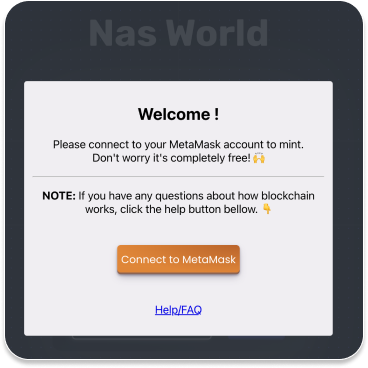 Nas World
Welcome !
Please connect to your MetaMask account to mint.
Don't worry it's completely free! 🙌
NOTE: If you have any questions about how blockchain
works, click the help button bellow. 👇
Connect to MetaMask
Help/FAQ